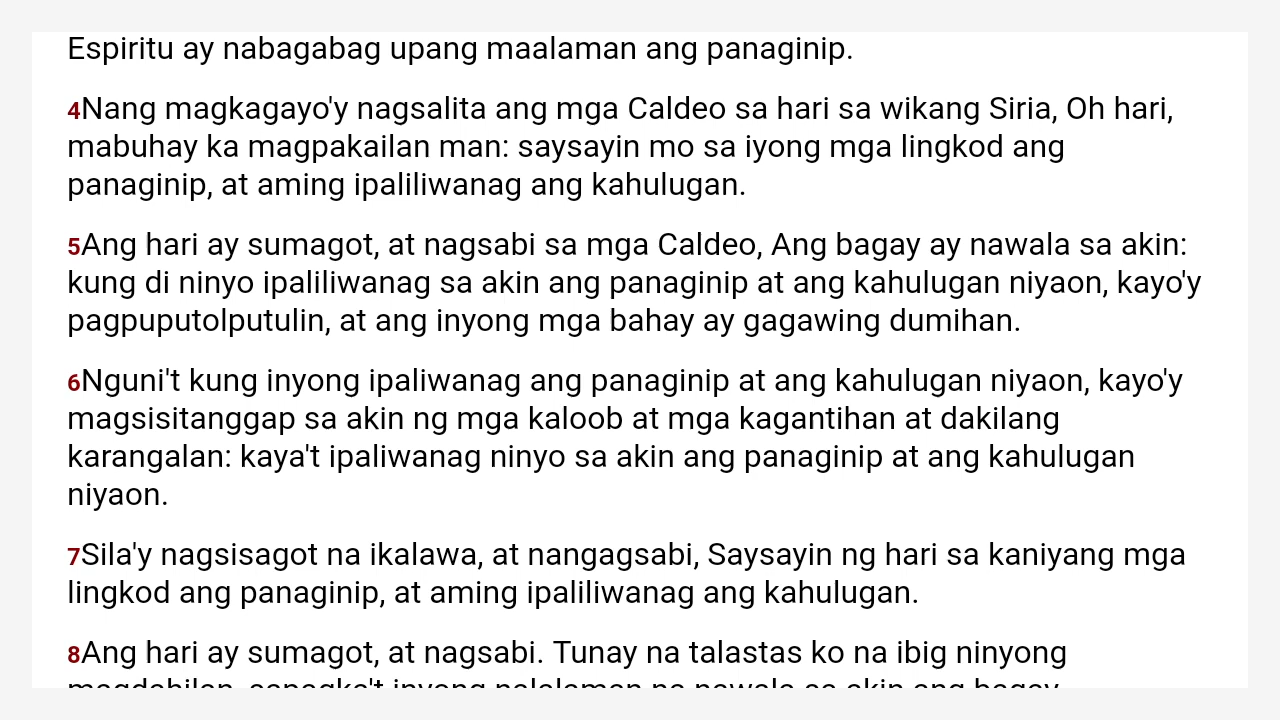 Espiritu ay nabagabag upang maalaman ang panaginip.
4Nang magkagayo'y nagsalita ang mga Caldeo sa hari sa wikang Siria, Oh hari,
mabuhay ka magpakailan man: saysayin mo sa iyong mga lingkod ang
panaginip, at aming ipaliliwanag ang kahulugan.
5Ang hari ay sumagot, at nagsabi sa mga Caldeo, Ang bagay ay nawala sa akin:
kung di ninyo ipaliliwanag sa akin ang panaginip at ang kahulugan niyaon, kayo'y
pagpuputolputulin, at ang inyong mga bahay ay gagawing dumihan.
6Nguni't kung inyong ipaliwanag ang panaginip at ang kahulugan niyaon, kayo'y
magsisitanggap sa akin ng mga kaloob at mga kagantihan at dakilang
karangalan: kaya't ipaliwanag ninyo sa akin ang panaginip at ang kahulugan
niyaon.
7Sila'y nagsisagot na ikalawa, at nangagsabi, Saysayin ng hari sa kaniyang mga
lingkod ang panaginip, at aming ipaliliwanag ang kahulugan.
8Ang hari ay sumagot, at nagsabi. Tunay na talastas ko na ibig ninyong